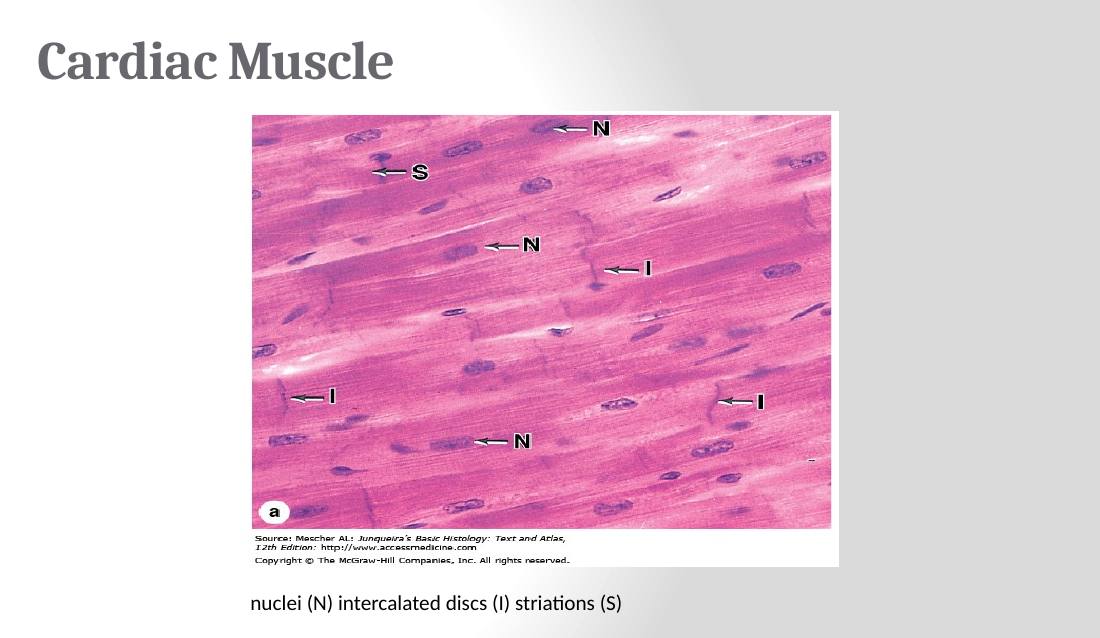 Cardiac Muscle
N
S
N
I
I
I
N
a
Source: Mescher AL: Junqueira's Basic Histology: Text and Atlas,
12th Edition: http://www.accessmedicine.com
Copyright © The McGraw-Hill Companies, Inc. All rights reserved.
nuclei (N) intercalated discs (I) striations (S)